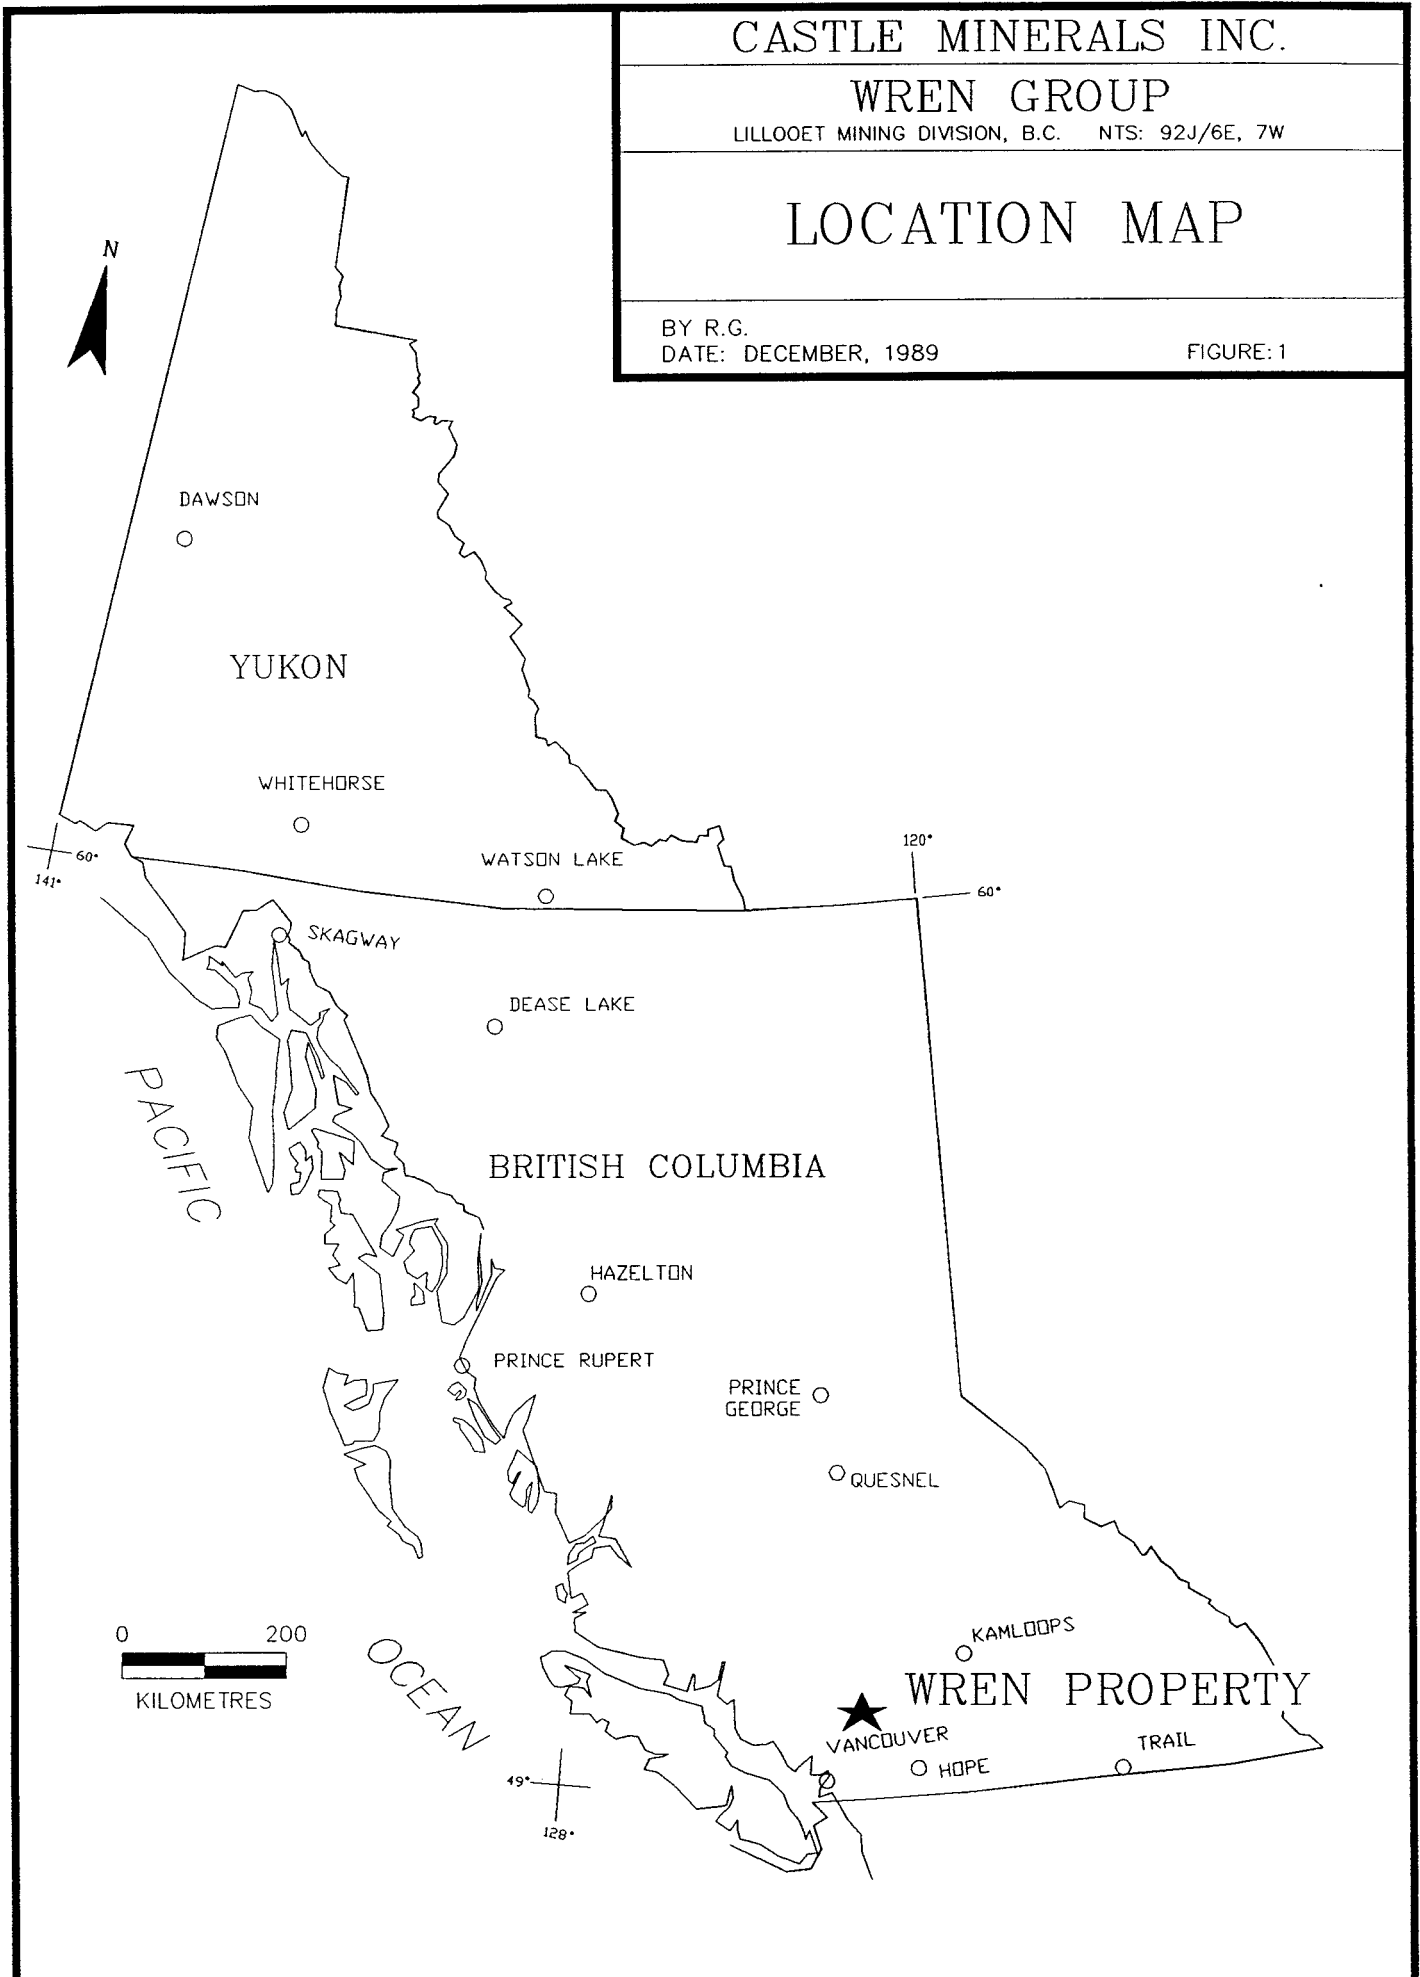 CASTLE MINERALS INC.
WREN GROUP
LILLOOET MINING DIVISION, B.C. NTS: 92J/6E, 7W
LOCATION MAP
BY R.G.
DATE: DECEMBER, 1989 FIGURE: 1
N
DAWSON
YUKON
WHITEHORSE
WATSON LAKE
120°
60°
141°
60°
SKAGWAY
DEASE LAKE
PACIFIC
BRITISH COLUMBIA
HAZELTON
PRINCE RUPERT
PRINCE
GEORGE
QUESNEL
0 200
KILOMETRES
OCEAN
KAMLOOPS
WREN PROPERTY
VANCOUVER
HOPE
TRAIL
49°
128°